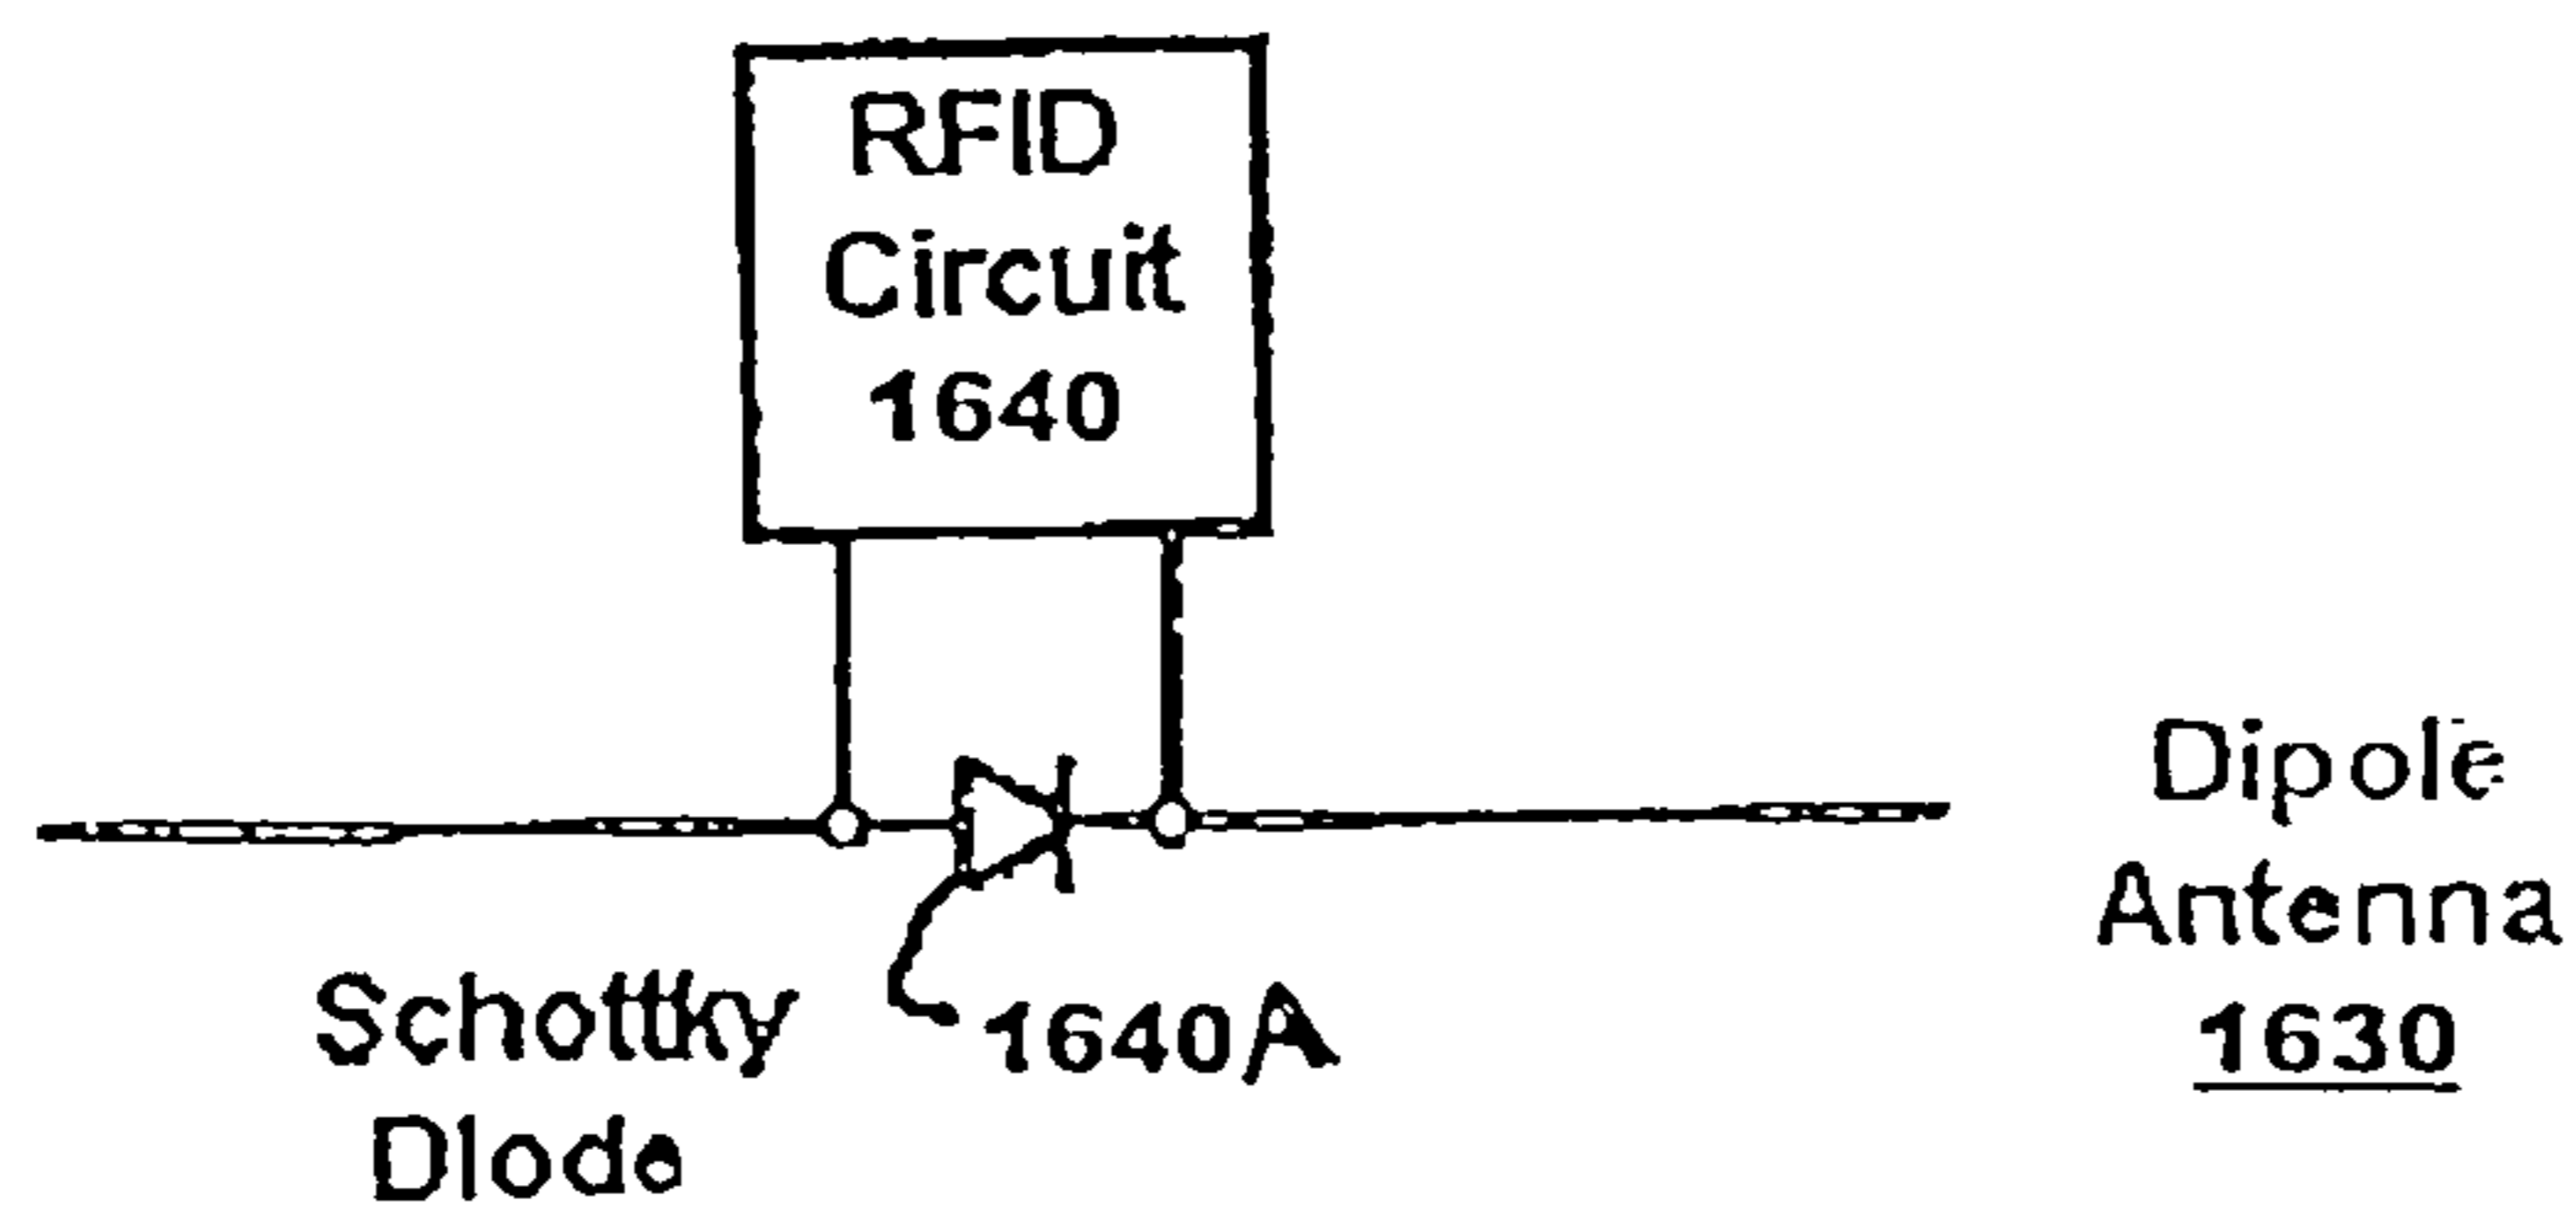 RFID
Circuit
1640
Dipole
Antenna
1630
Schottky
Diode
1640A